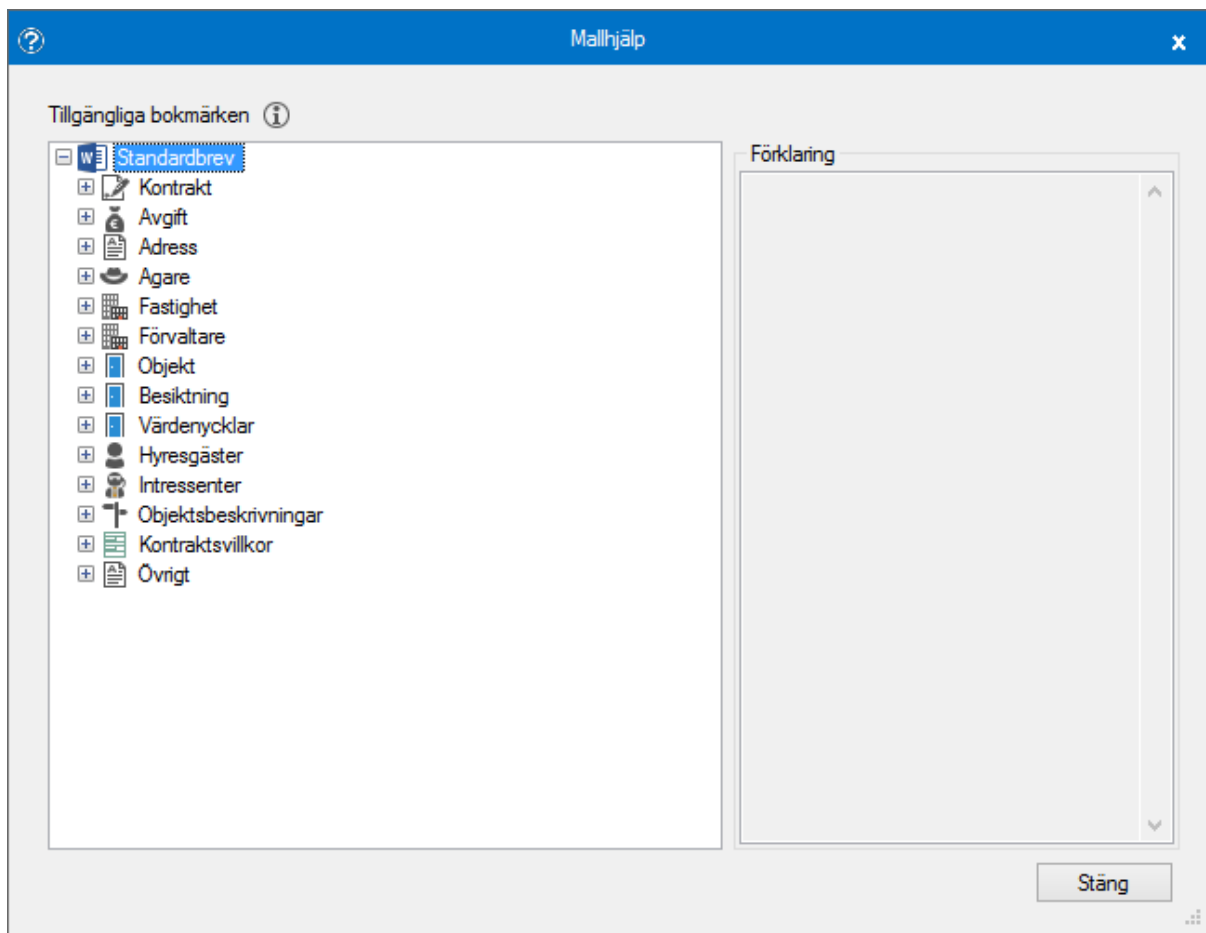 Mallhjälp
Tillgängliga bokmärken
Standardbrev
Kontrakt
Avgift
Adress
Agare
Fastighet
Förvaltare
Objekt
Besiktning
Värdenycklar
Hyresgäster
Intressenter
Objektsbeskrivningar
Kontraktsvillkor
Övrigt
Förklaring
Stäng